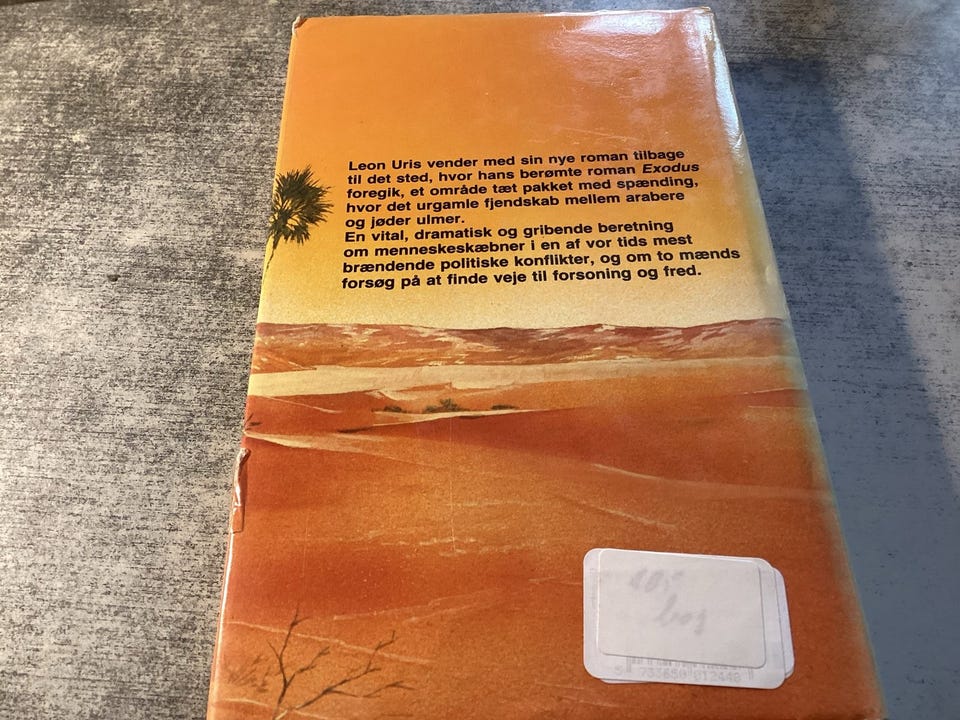 Leon Uris vender med sin nye roman tilbage
til det sted, hvor hans berømte roman Exodus
foregik, et område tæt pakket med spænding,
hvor det urgamle fjendskab mellem arabere
og jøder ulmer.
En vital, dramatisk og gribende beretning
om menneskeskæbner i en af vor tids mest
brændende politiske konflikter, og om to mænds
forsøg på at finde veje til forsoning og fred.
5 733650 012448